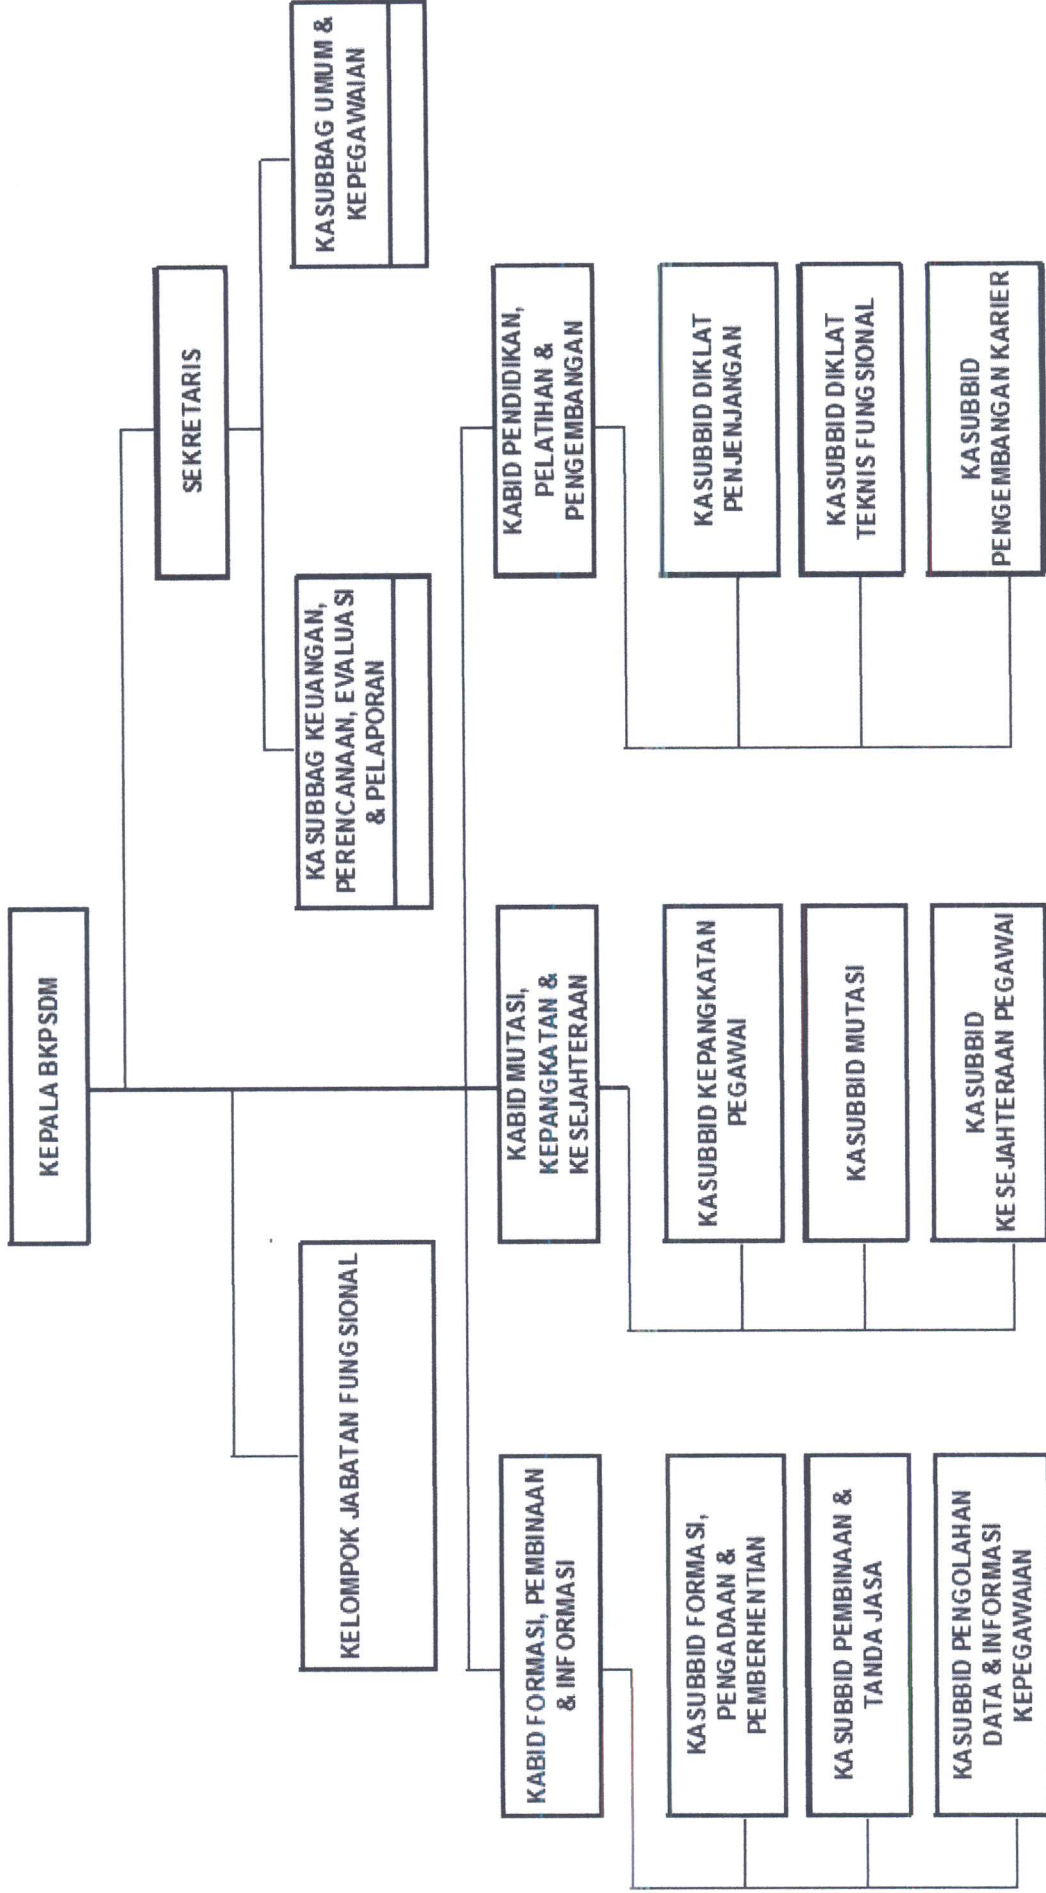 KEPALA BKPSDM
SEKRETARIS
KELOMPOK JABATAN FUNGSIONAL
KASUBBAG KEUANGAN,
PERENCANAAN, EVALUASI
& PELAPORAN
KASUBBAG UMUM &
KEPEGAWAIAN
KABID FORMASI, PEMBINAAN
& INFORMASI
KABID MUTASI,
KEPANGKATAN &
KESEJAHTERAAN
KABID PENDIDIKAN,
PELATIHAN &
PENGEMBANGAN
KASUBBID FORMASI,
PENGADAAN &
PEMBERHENTIAN
KASUBBID KEPANGKATAN
PEGAWAI
KASUBBID DIKLAT
PENJENJANGAN
KASUBBID PEMBINAAN &
TANDA JASA
KASUBBID MUTASI
KASUBBID DIKLAT
TEKNIS FUNGSIONAL
KASUBBID PENGOLAHAN
DATA & INFORMASI
KEPEGAWAIAN
KASUBBID
KESEJAHTERAAN PEGAWAI
KASUBBID
PENGEMBANGAN KARIER